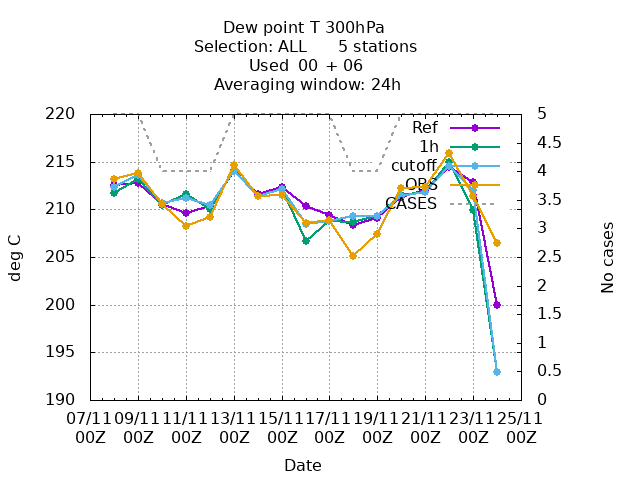 Dew point T 300hPa
Selection: ALL 5 stations
Used 00 + 06
Averaging window: 24h
220
215
210
205
200
195
190
deg C
5
4.5
4
3.5
3
2.5
2
1.5
1
0.5
0
No cases
Ref
1h
cutoff
OBS
CASES
07/11 09/11 11/11 13/11 15/11 17/11 19/11 21/11 23/11 25/11
00Z 00Z 00Z 00Z 00Z 00Z 00Z 00Z 00Z 00Z
Date